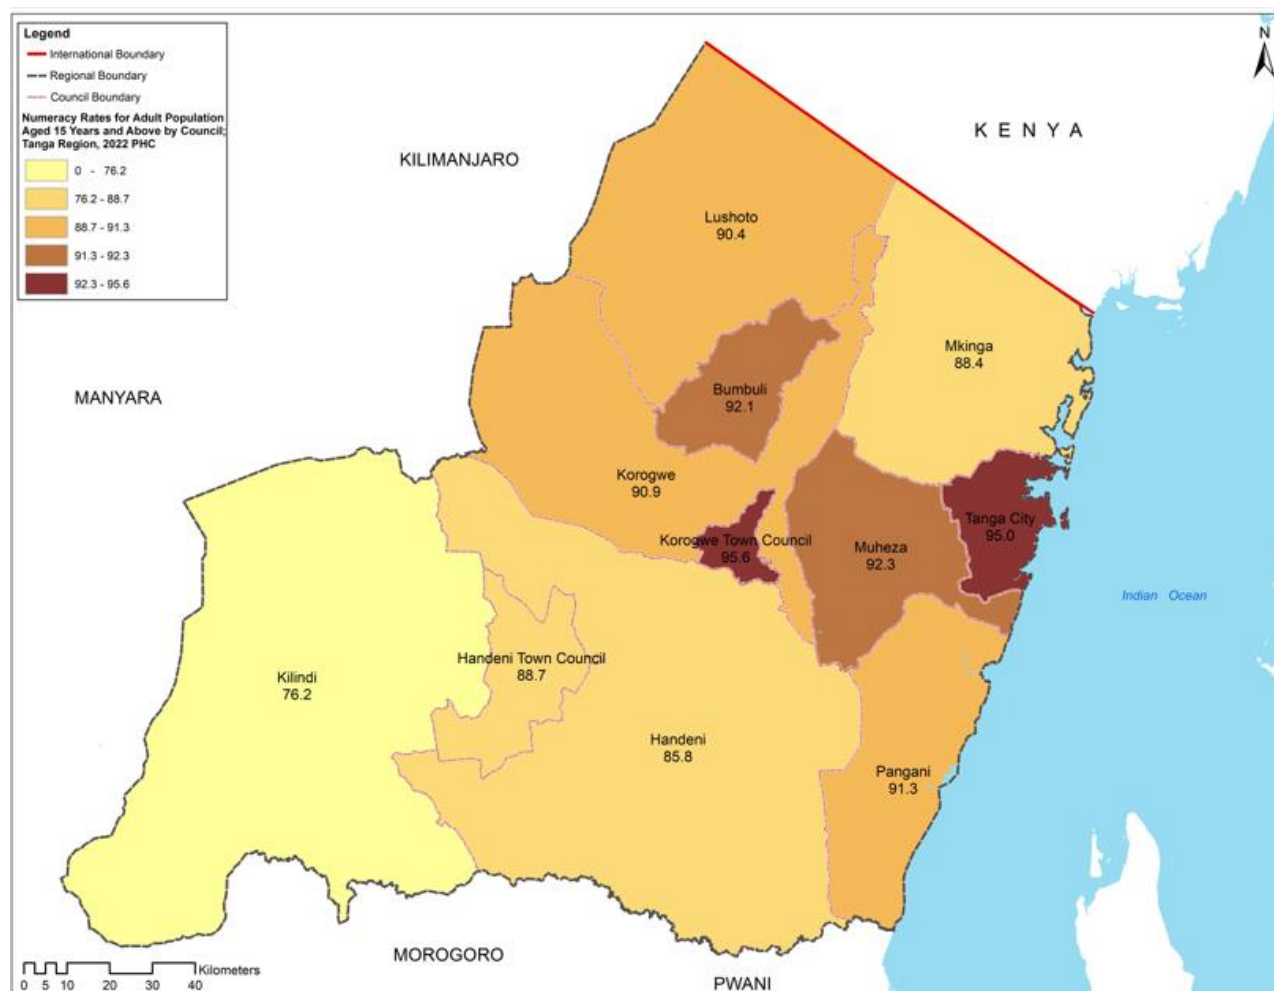 Legend
International Boundary
Regional Boundary
Council Boundary
Numeracy Rates for Adult Population
Aged 15 Years and Above by Council;
Tanga Region, 2022 PHC
0 - 76.2
76.2 - 88.7
88.7 - 91.3
91.3 - 92.3
92.3 - 95.6
N
KENYA
KILIMANJARO
Lushoto
90.4
Mkinga
88.4
Bumbuli
92.1
MANYARA
Korogwe
90.9
Korogwe Town Council
95.6
Tanga City
95.0
Muheza
92.3
Indian Ocean
Handeni Town Council
88.7
Kilindi
76.2
Handeni
85.8
Pangani
91.3
MOROGORO
PWANI
Kilometers
0 5 10 20 30 40